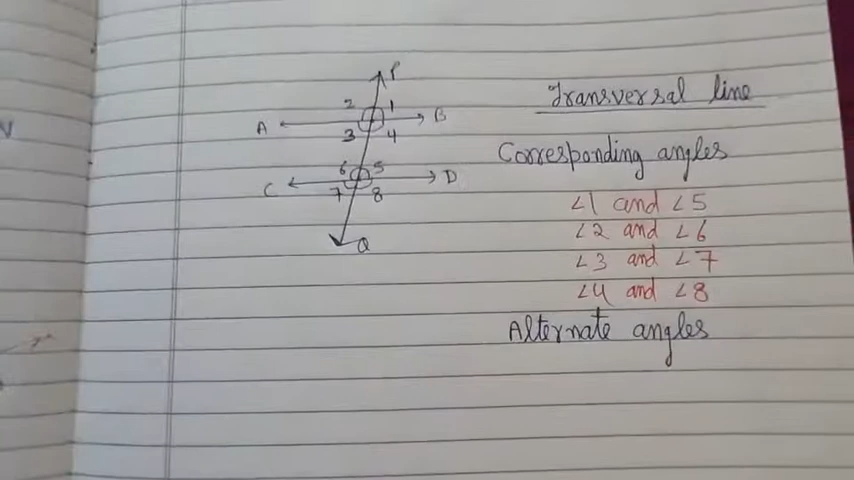 P
2 1
A B
3 4
6 5
C D
7 8
Q
Transversal line
Corresponding angles
∠1 and ∠5
∠2 and ∠6
∠3 and ∠7
∠4 and ∠8
Alternate angles